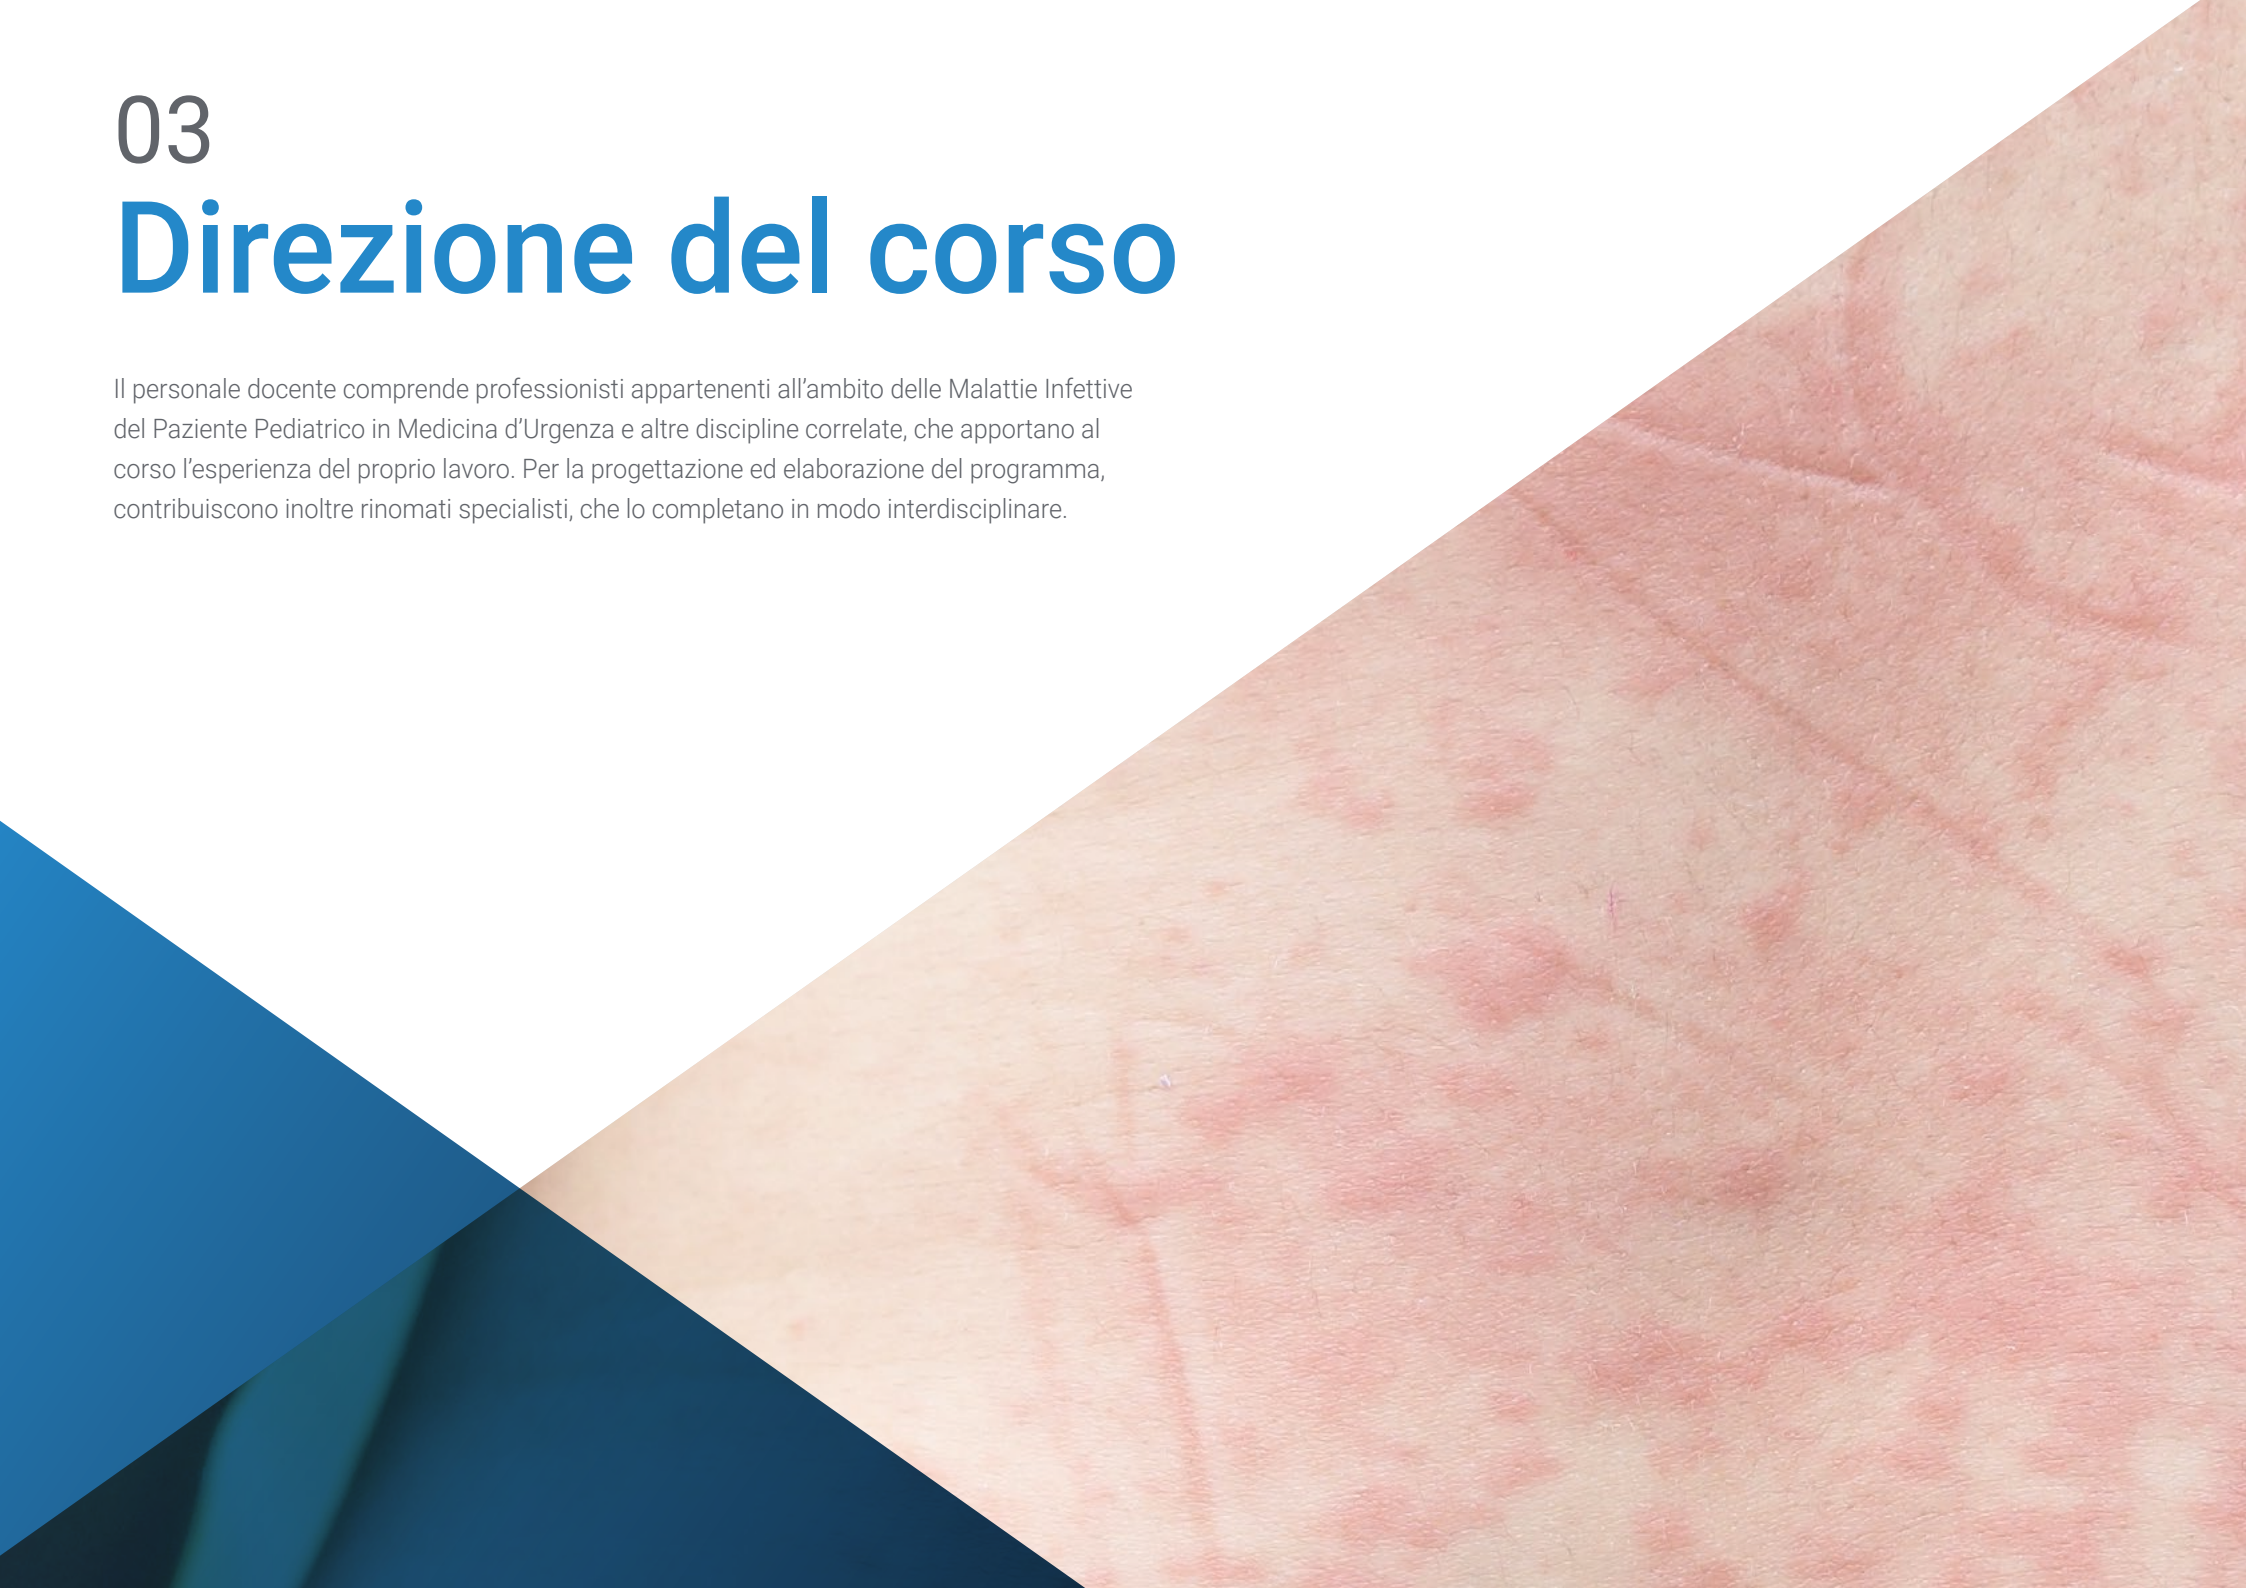 03
Direzione del corso
Il personale docente comprende professionisti appartenenti all’ambito delle Malattie Infettive
del Paziente Pediatrico in Medicina d’Urgenza e altre discipline correlate, che apportano al
corso l’esperienza del proprio lavoro. Per la progettazione ed elaborazione del programma,
contribuiscono inoltre rinomati specialisti, che lo completano in modo interdisciplinare.